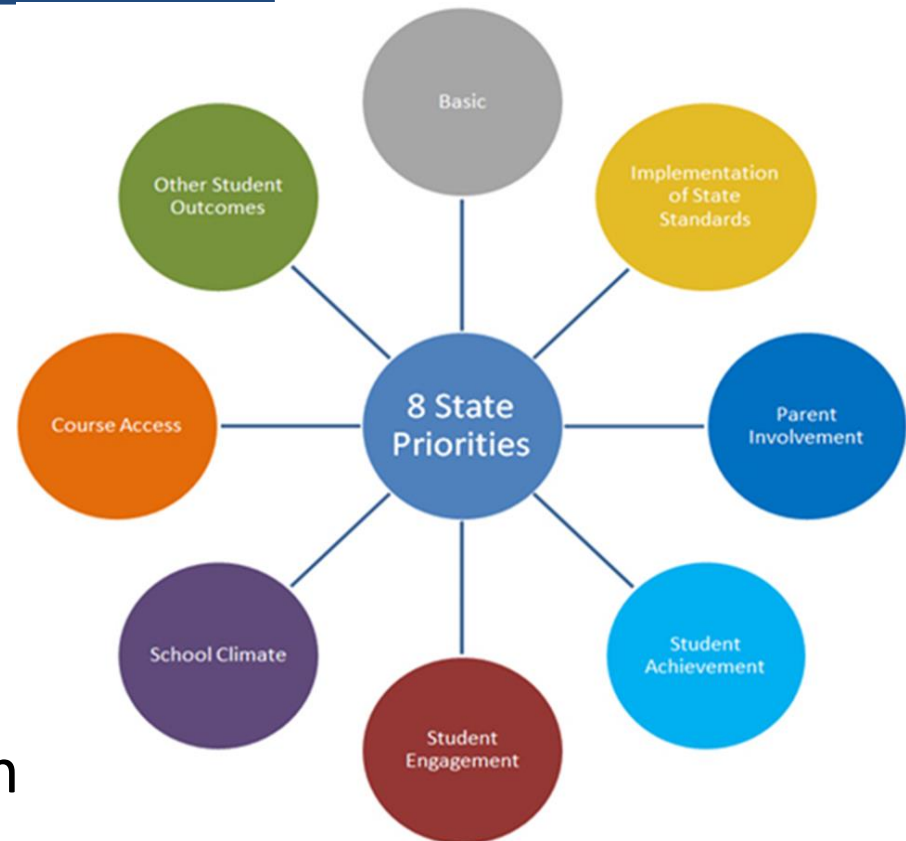 Basic
Implementation
of State
Standards
Parent
Involvement
Student
Achievement
Student
Engagement
School Climate
Course Access
Other Student
Outcomes
8 State
Priorities